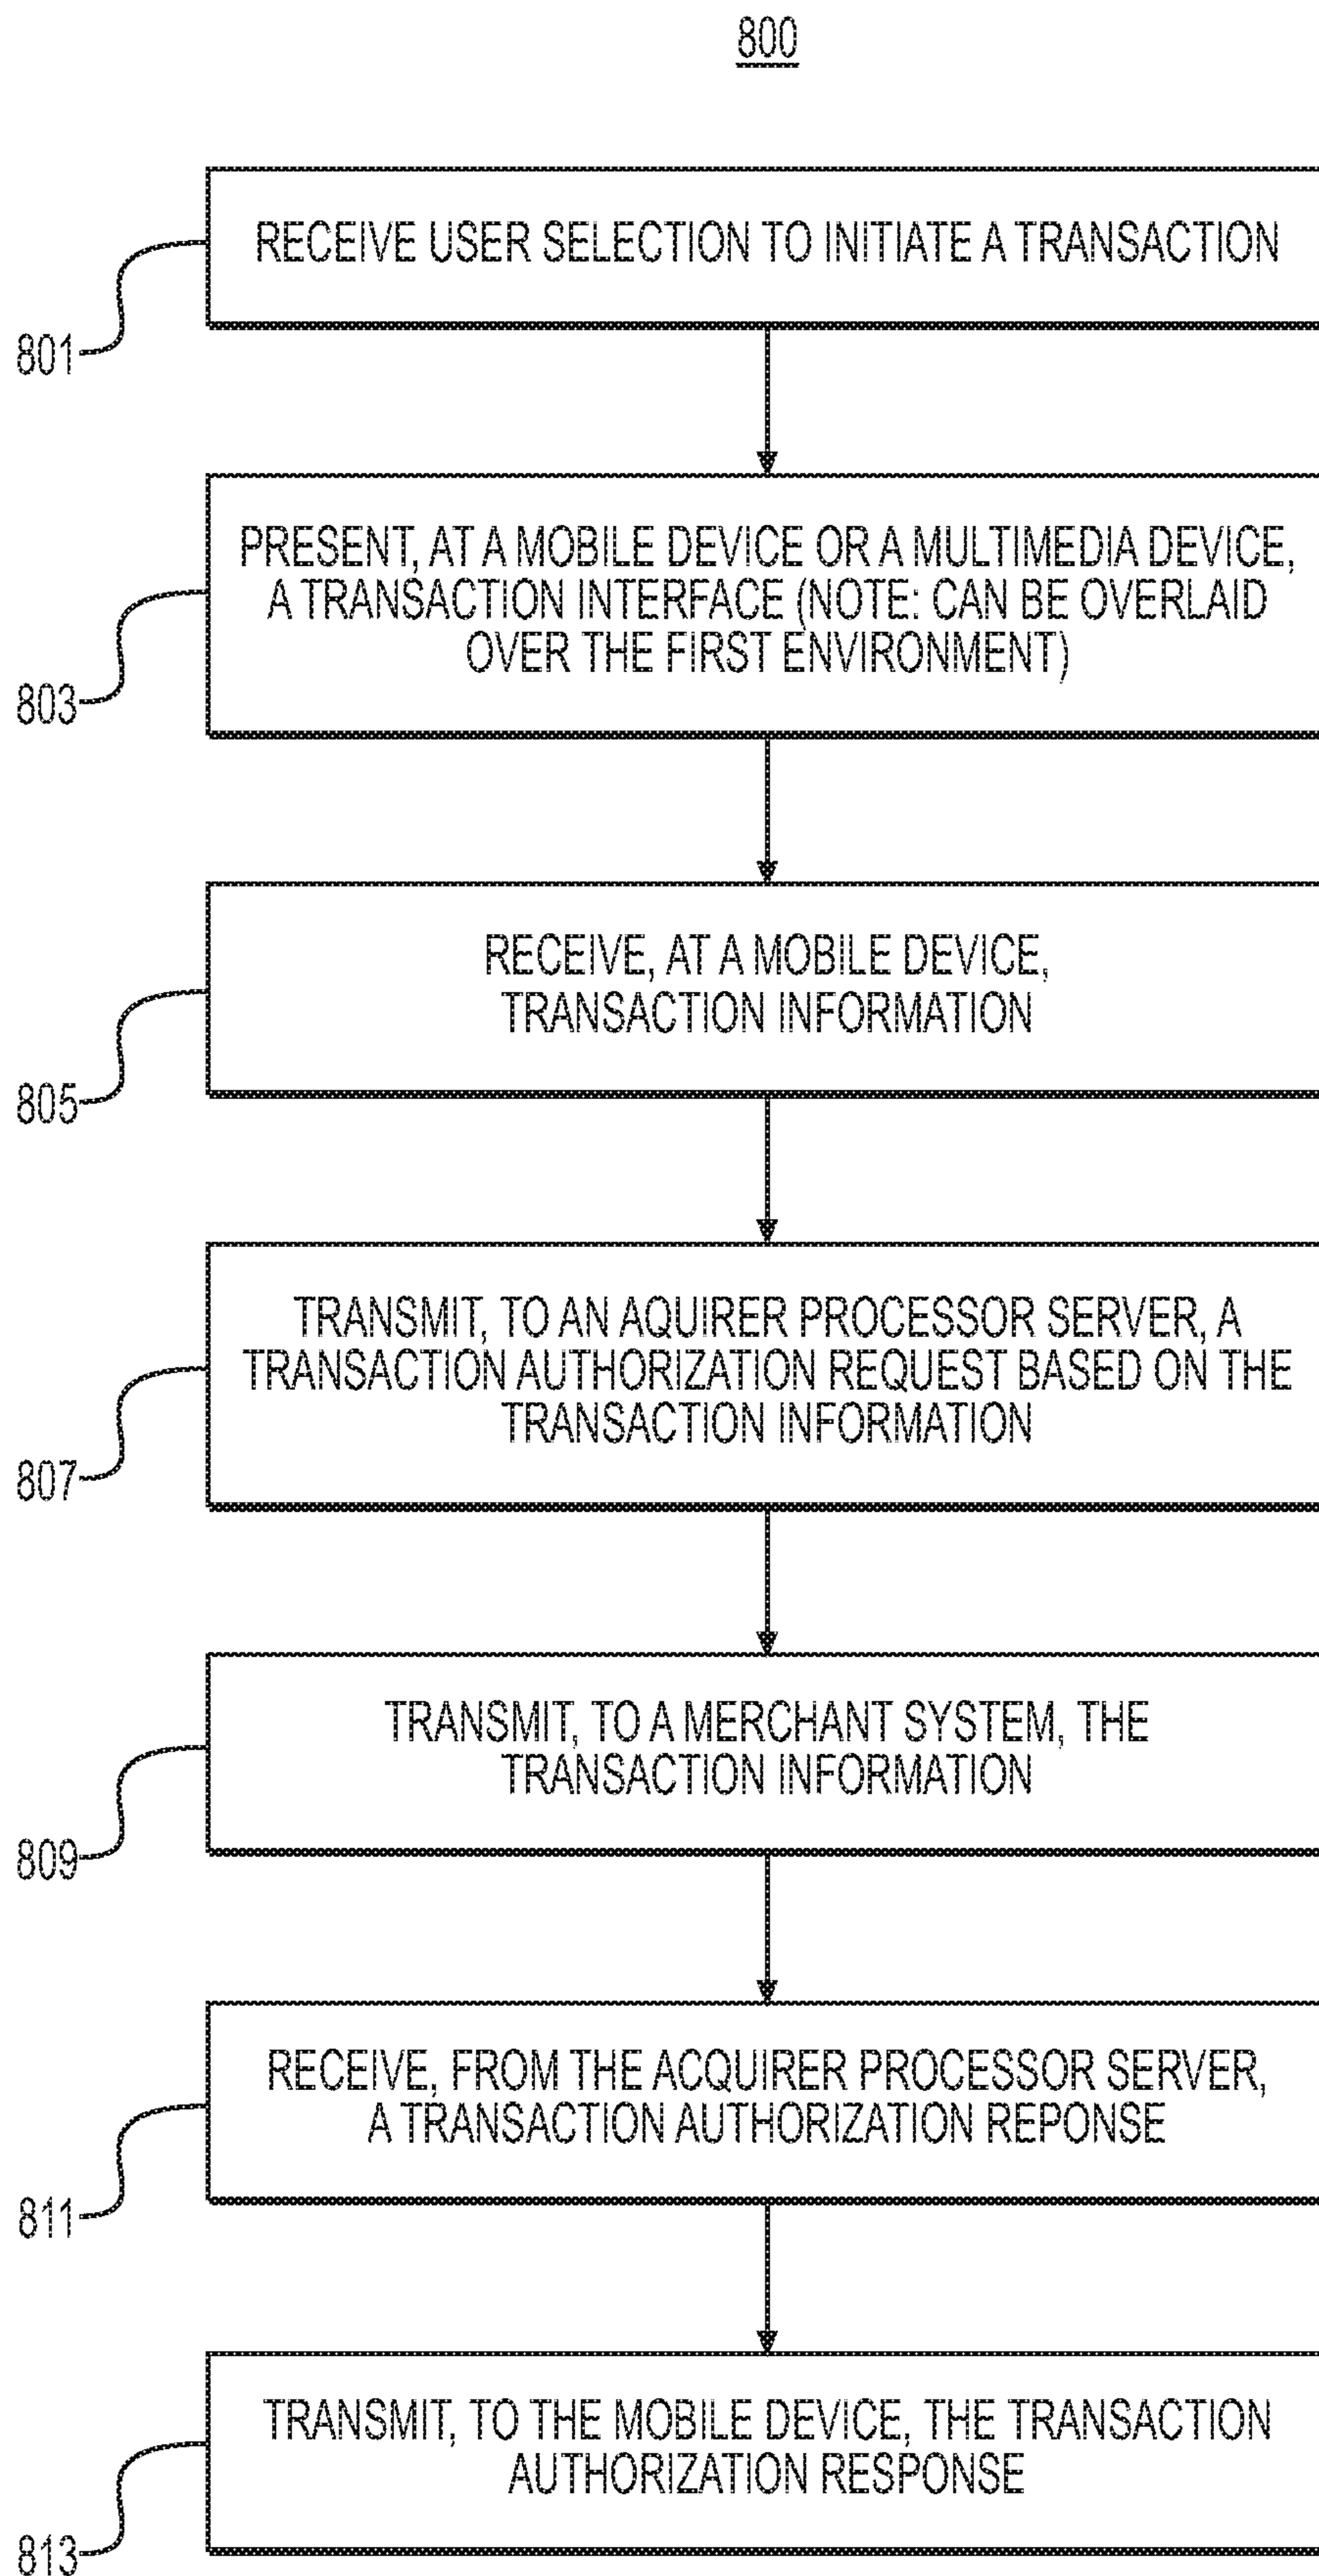 800
RECEIVE USER SELECTION TO INITIATE A TRANSACTION
801
PRESENT, AT A MOBILE DEVICE OR A MULTIMEDIA DEVICE,
A TRANSACTION INTERFACE (NOTE: CAN BE OVERLAID
OVER THE FIRST ENVIRONMENT)
803
RECEIVE, AT A MOBILE DEVICE,
TRANSACTION INFORMATION
805
TRANSMIT, TO AN AQUIRER PROCESSOR SERVER, A
TRANSACTION AUTHORIZATION REQUEST BASED ON THE
TRANSACTION INFORMATION
807
TRANSMIT, TO A MERCHANT SYSTEM, THE
TRANSACTION INFORMATION
809
RECEIVE, FROM THE ACQUIRER PROCESSOR SERVER,
A TRANSACTION AUTHORIZATION REPONSE
811
TRANSMIT, TO THE MOBILE DEVICE, THE TRANSACTION
AUTHORIZATION RESPONSE
813